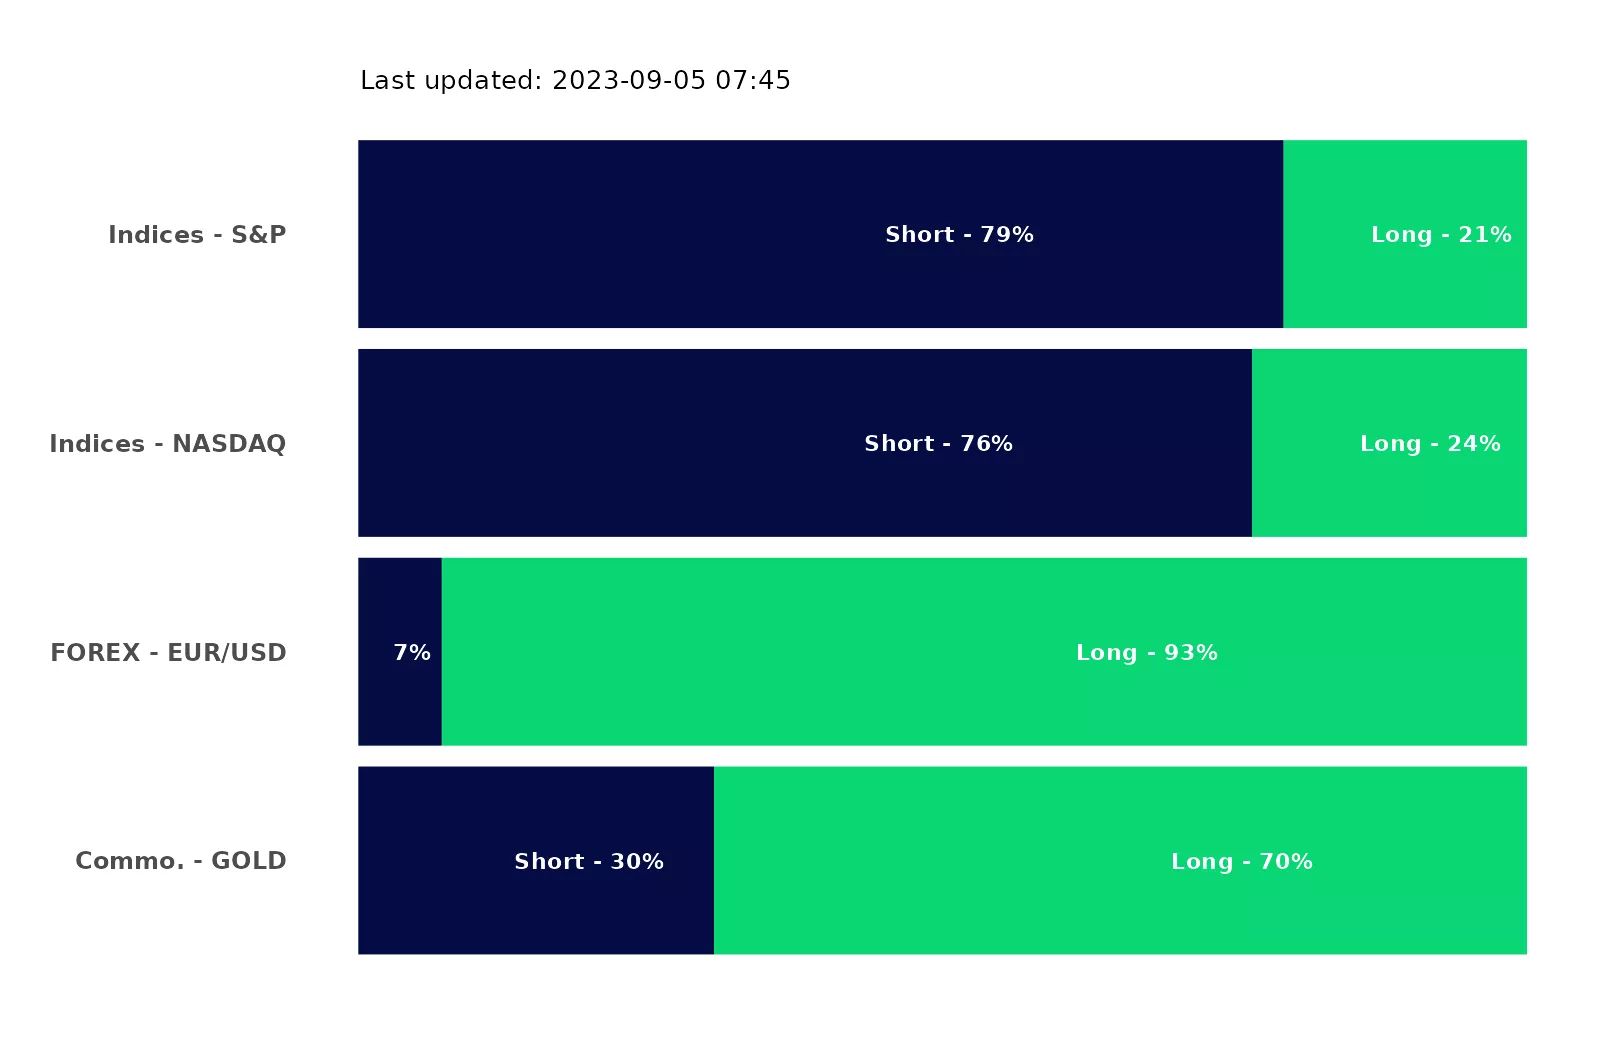 Last updated: 2023-09-05 07:45
Indices - S&P
Short - 79%
Long - 21%
Indices - NASDAQ
Short - 76%
Long - 24%
FOREX - EUR/USD
7%
Long - 93%
Commo. - GOLD
Short - 30%
Long - 70%